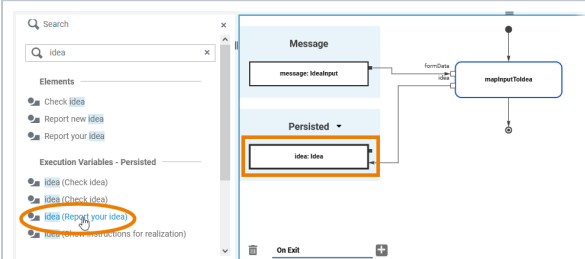 Search
×
idea
×
Elements
Check idea
Report new idea
Report your idea
Execution Variables - Persisted
idea (Check idea)
idea (Check idea)
idea (Report your idea)
idea (Show instructions for realization)
Message
message: IdeaInput
formData
idea
mapInputToIdea
Persisted
idea: Idea
On Exit